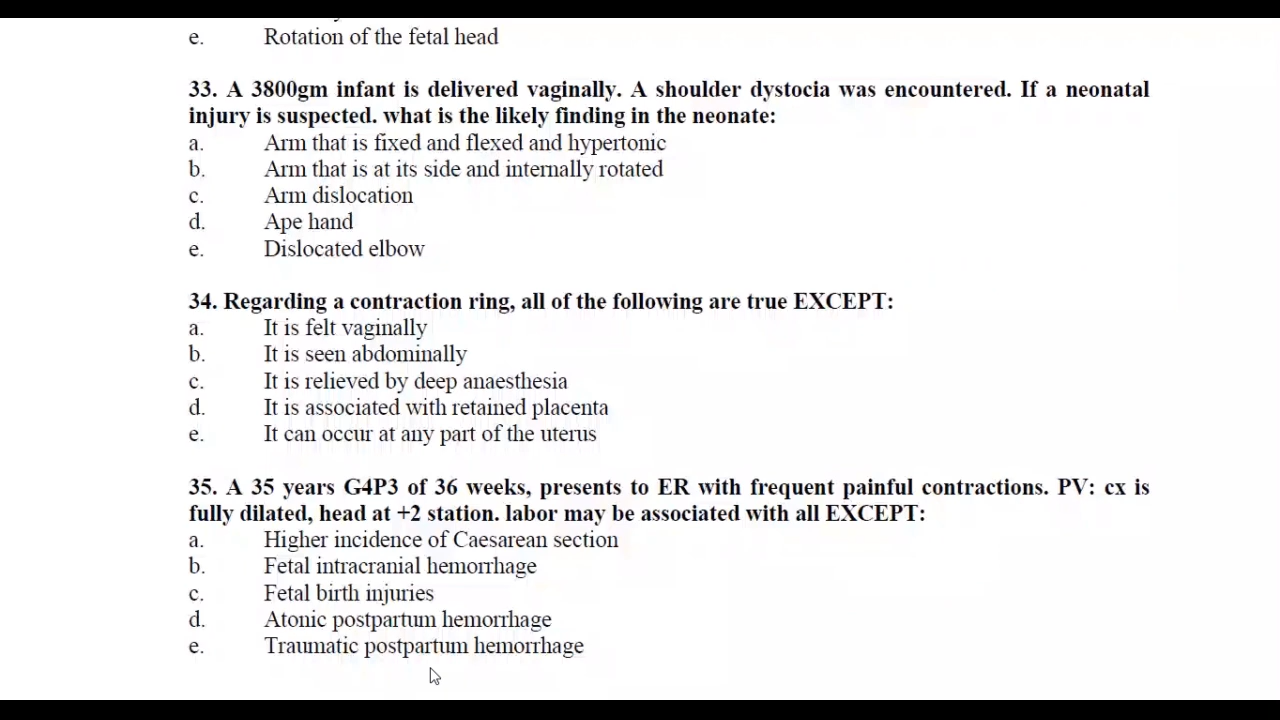 e. Rotation of the fetal head
33. A 3800gm infant is delivered vaginally. A shoulder dystocia was encountered. If a neonatal
injury is suspected. what is the likely finding in the neonate:
a. Arm that is fixed and flexed and hypertonic
b. Arm that is at its side and internally rotated
c. Arm dislocation
d. Ape hand
e. Dislocated elbow
34. Regarding a contraction ring, all of the following are true EXCEPT:
a. It is felt vaginally
b. It is seen abdominally
c. It is relieved by deep anaesthesia
d. It is associated with retained placenta
e. It can occur at any part of the uterus
35. A 35 years G4P3 of 36 weeks, presents to ER with frequent painful contractions. PV: cx is
fully dilated, head at +2 station. labor may be associated with all EXCEPT:
a. Higher incidence of Caesarean section
b. Fetal intracranial hemorrhage
c. Fetal birth injuries
d. Atonic postpartum hemorrhage
e. Traumatic postpartum hemorrhage